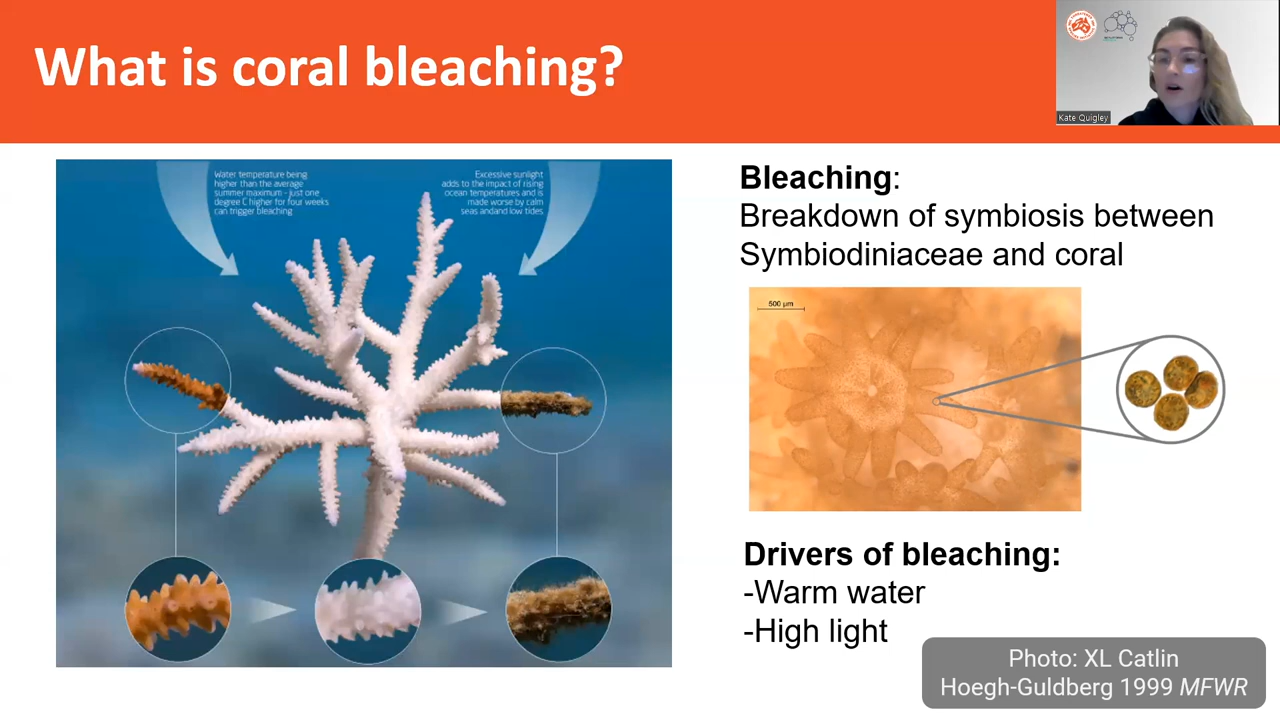 What is coral bleaching?
Kate Quigley
Water temperature being
higher than the average
summer maximum - just one
degree C higher for four weeks
can trigger bleaching
Excessive sunlight
adds to the impact of rising
ocean temperatures and is
made worse by calm
seas andand low tides
Bleaching:
Breakdown of symbiosis between
Symbiodiniaceae and coral
500 µm
Drivers of bleaching:
-Warm water
-High light
Photo: XL Catlin
Hoegh-Guldberg 1999 MFWR